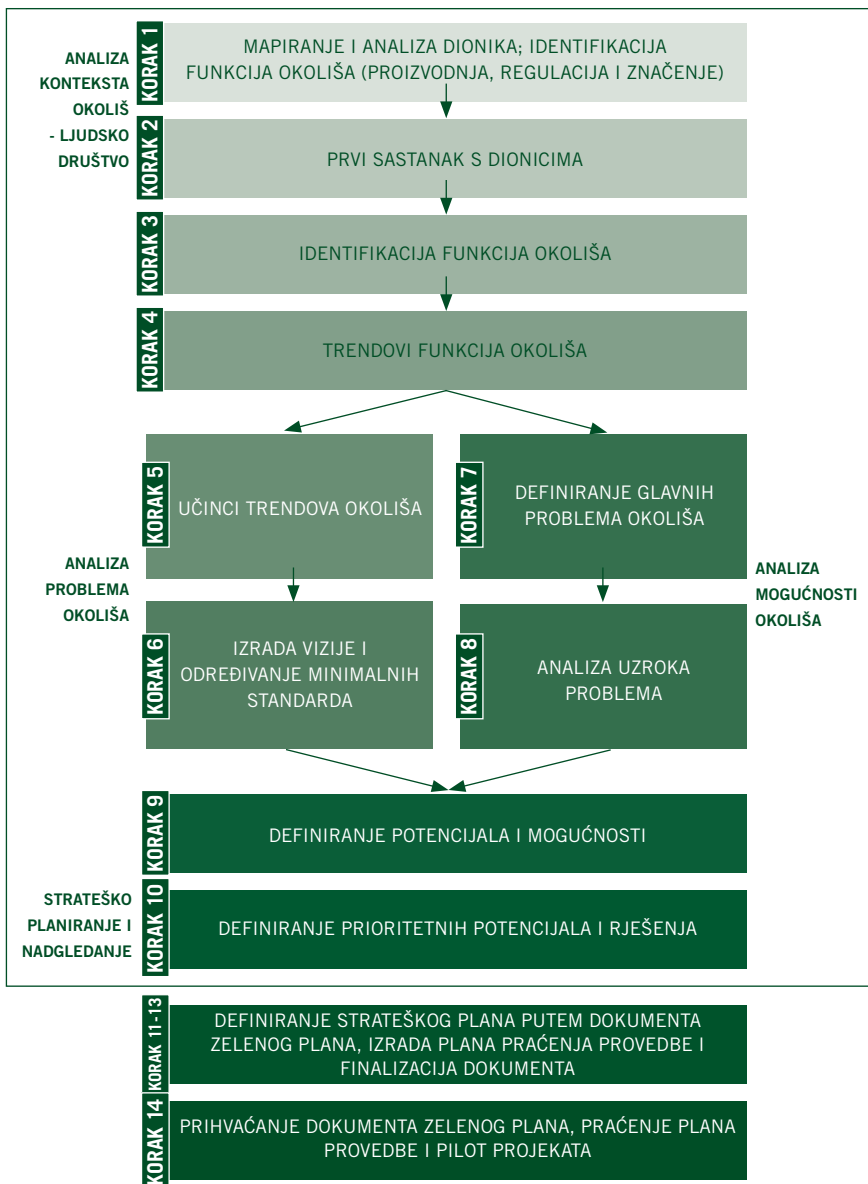 ANALIZA
KONTEKSTA
OKOLIŠ
- LJUDSKO
DRUŠTVO
KORAK 1
MAPIRANJE I ANALIZA DIONIKA; IDENTIFIKACIJA
FUNKCIJA OKOLIŠA (PROIZVODNJA, REGULACIJA I ZNAČENJE)
KORAK 2
PRVI SASTANAK S DIONICIMA
KORAK 3
IDENTIFIKACIJA FUNKCIJA OKOLIŠA
KORAK 4
TRENDOVI FUNKCIJA OKOLIŠA
KORAK 5
UČINCI TRENDOVA OKOLIŠA
KORAK 7
DEFINIRANJE GLAVNIH
PROBLEMA OKOLIŠA
ANALIZA
PROBLEMA
OKOLIŠA
ANALIZA
MOGUĆNOSTI
OKOLIŠA
KORAK 6
IZRADA VIZIJE I
ODREĐIVANJE MINIMALNIH
STANDARDA
KORAK 8
ANALIZA UZROKA
PROBLEMA
KORAK 9
DEFINIRANJE POTENCIJALA I MOGUĆNOSTI
STRATEŠKO
PLANIRANJE I
NADGLEDANJE
KORAK 10
DEFINIRANJE PRIORITETNIH POTENCIJALA I RJEŠENJA
KORAK 11-13
DEFINIRANJE STRATEŠKOG PLANA PUTEM DOKUMENTA
ZELENOG PLANA, IZRADA PLANA PRAĆENJA PROVEDBE I
FINALIZACIJA DOKUMENTA
KORAK 14
PRIHVAĆANJE DOKUMENTA ZELENOG PLANA, PRAĆENJE PLANA
PROVEDBE I PILOT PROJEKATA